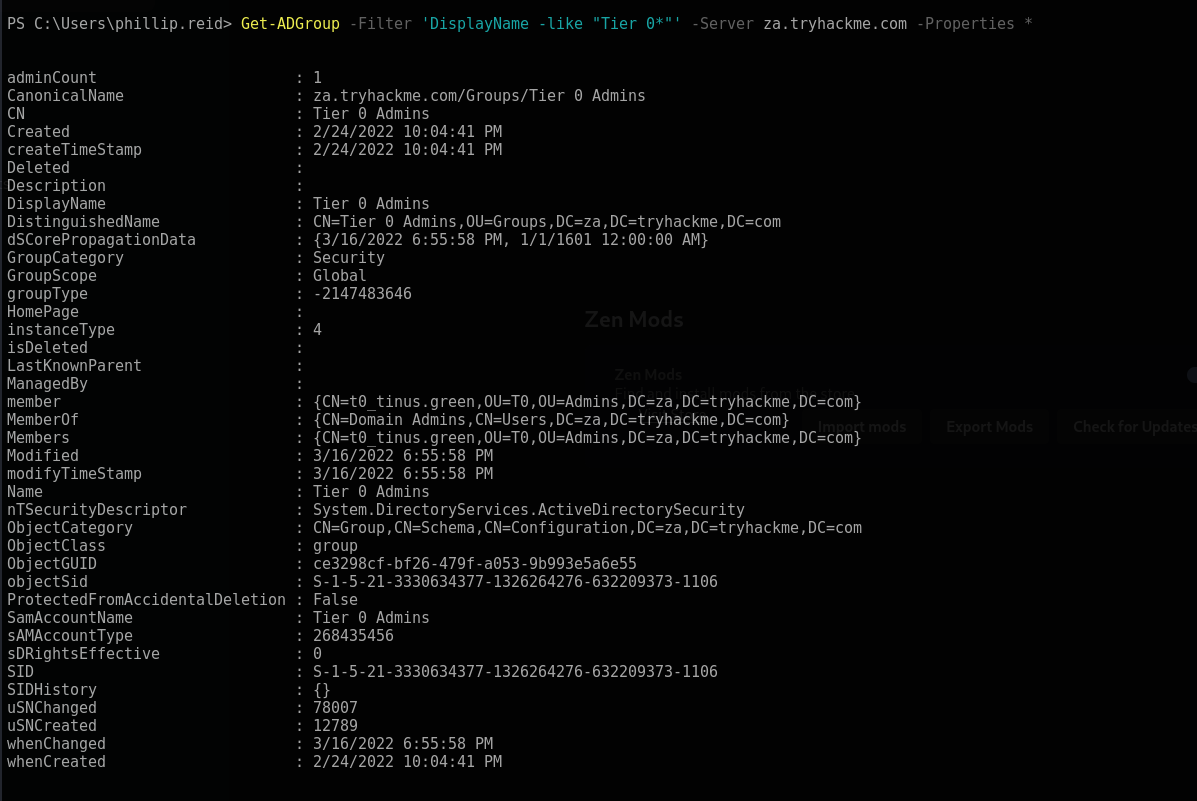 PS C:\Users\phillip.reid> Get-ADGroup -Filter 'DisplayName -like "Tier 0*"' -Server za.tryhackme.com -Properties *
adminCount : 1
CanonicalName : za.tryhackme.com/Groups/Tier 0 Admins
CN : Tier 0 Admins
Created : 2/24/2022 10:04:41 PM
createTimeStamp : 2/24/2022 10:04:41 PM
Deleted :
Description :
DisplayName : Tier 0 Admins
DistinguishedName : CN=Tier 0 Admins,OU=Groups,DC=za,DC=tryhackme,DC=com
dSCorePropagationData : {3/16/2022 6:55:58 PM, 1/1/1601 12:00:00 AM}
GroupCategory : Security
GroupScope : Global
groupType : -2147483646
HomePage :
Zen Mods
instanceType : 4
isDeleted :
LastKnownParent :
Zen Mods
ManagedBy :
member : {CN=t0_tinus.green,OU=T0,OU=Admins,DC=za,DC=tryhackme,DC=com}
MemberOf : {CN=Domain Admins,CN=Users,DC=za,DC=tryhackme,DC=com}
Import mods Export Mods Check for Updates
Members : {CN=t0_tinus.green,OU=T0,OU=Admins,DC=za,DC=tryhackme,DC=com}
Modified : 3/16/2022 6:55:58 PM
modifyTimeStamp : 3/16/2022 6:55:58 PM
Name : Tier 0 Admins
nTSecurityDescriptor : System.DirectoryServices.ActiveDirectorySecurity
ObjectCategory : CN=Group,CN=Schema,CN=Configuration,DC=za,DC=tryhackme,DC=com
ObjectClass : group
ObjectGUID : ce3298cf-bf26-479f-a053-9b993e5a6e55
objectSid : S-1-5-21-3330634377-1326264276-632209373-1106
ProtectedFromAccidentalDeletion : False
SamAccountName : Tier 0 Admins
sAMAccountType : 268435456
sDRightsEffective : 0
SID : S-1-5-21-3330634377-1326264276-632209373-1106
SIDHistory : {}
uSNChanged : 78007
uSNCreated : 12789
whenChanged : 3/16/2022 6:55:58 PM
whenCreated : 2/24/2022 10:04:41 PM